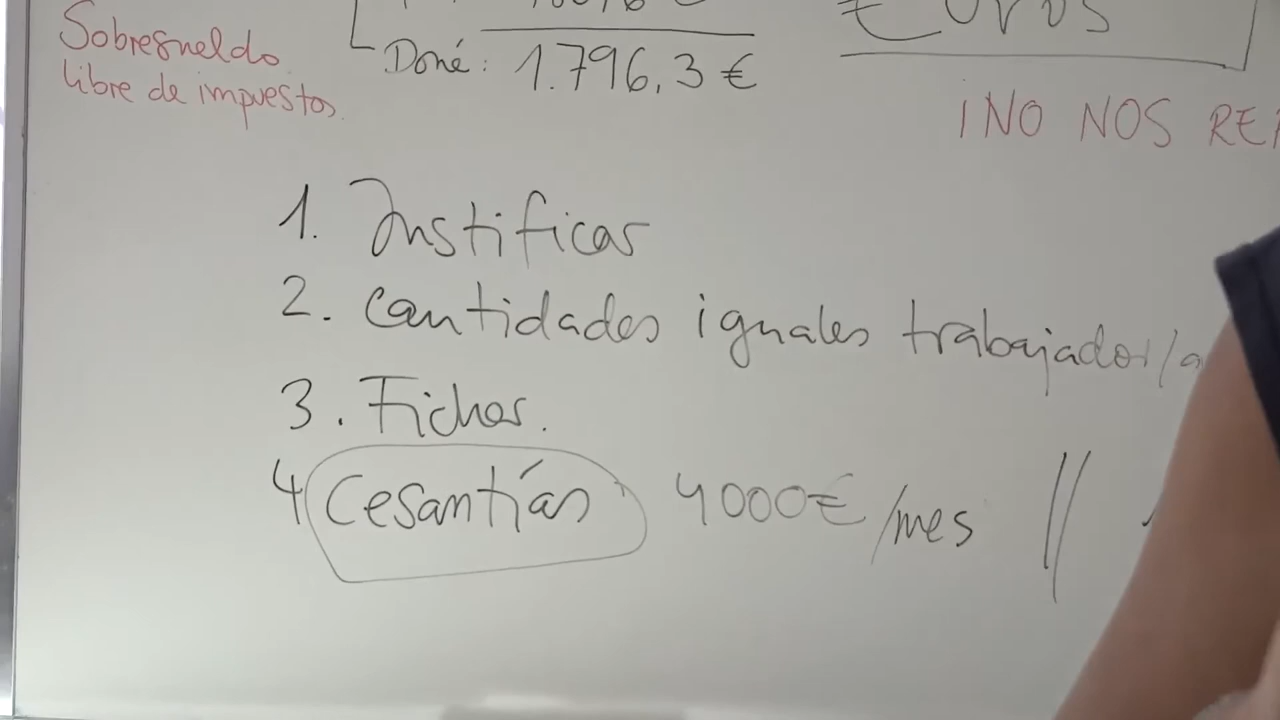 Sobresueldo
libre de impuestos
Doné: 1.796,3 €
Euros
¡NO NOS
1. Justificar
2. Cantidades iguales trabajador/a
3. Fichas.
4 Cesantías 4000€/mes //